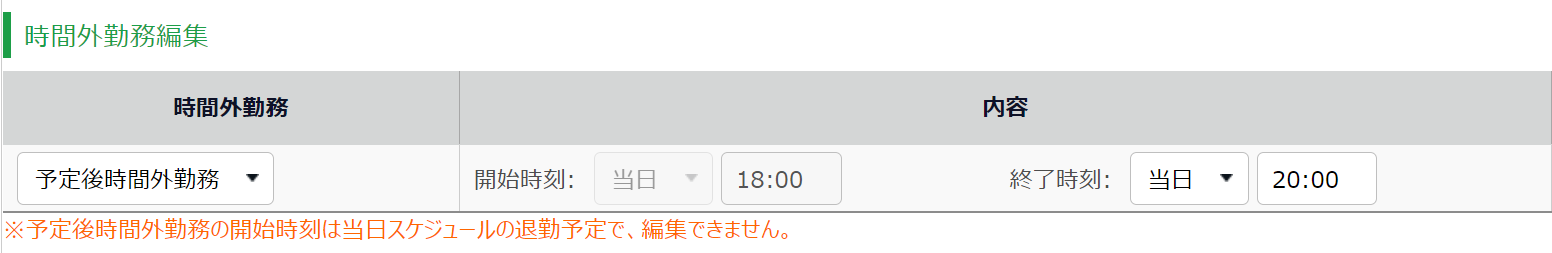 時間外勤務編集
時間外勤務 内容
予定後時間外勤務 開始時刻: 当日 18:00 終了時刻: 当日 20:00
※予定後時間外勤務の開始時刻は当日スケジュールの退勤予定で、編集できません。